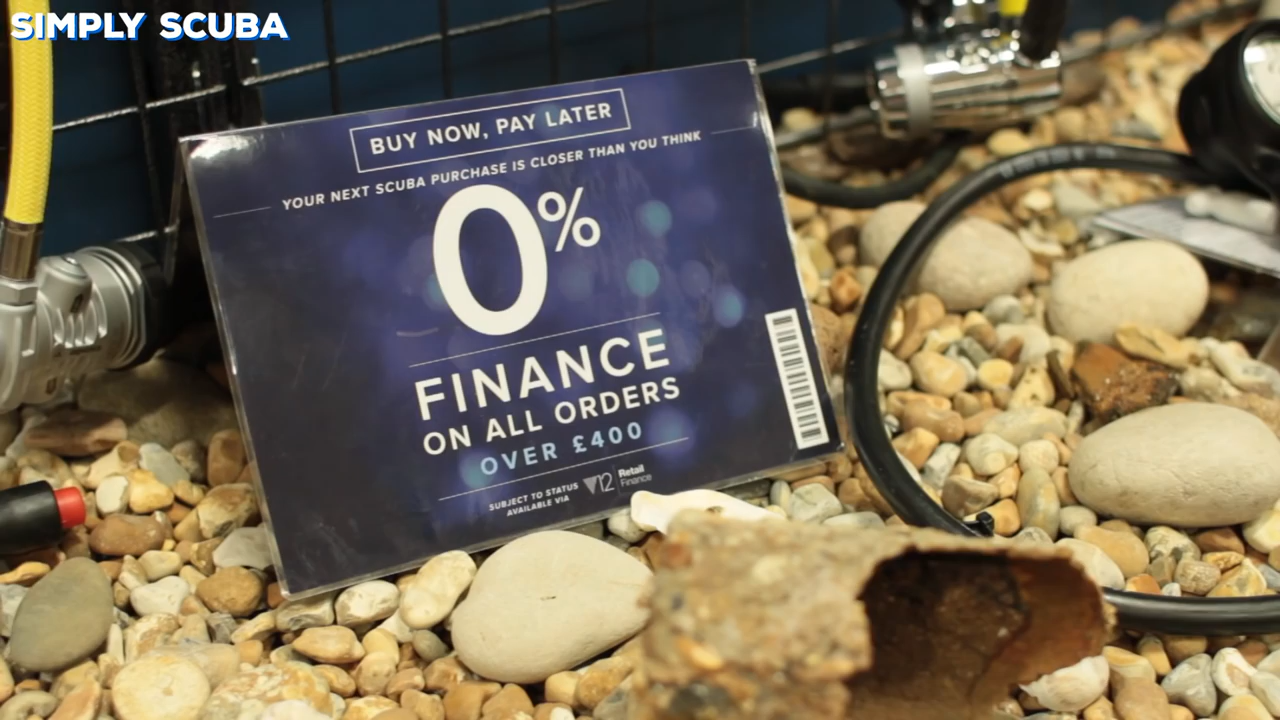 SIMPLY SCUBA
BUY NOW, PAY LATER
YOUR NEXT SCUBA PURCHASE IS CLOSER THAN YOU THINK
0%
FINANCE
ON ALL ORDERS
OVER £400
SUBJECT TO STATUS
AVAILABLE VIA
V12 Retail
Finance